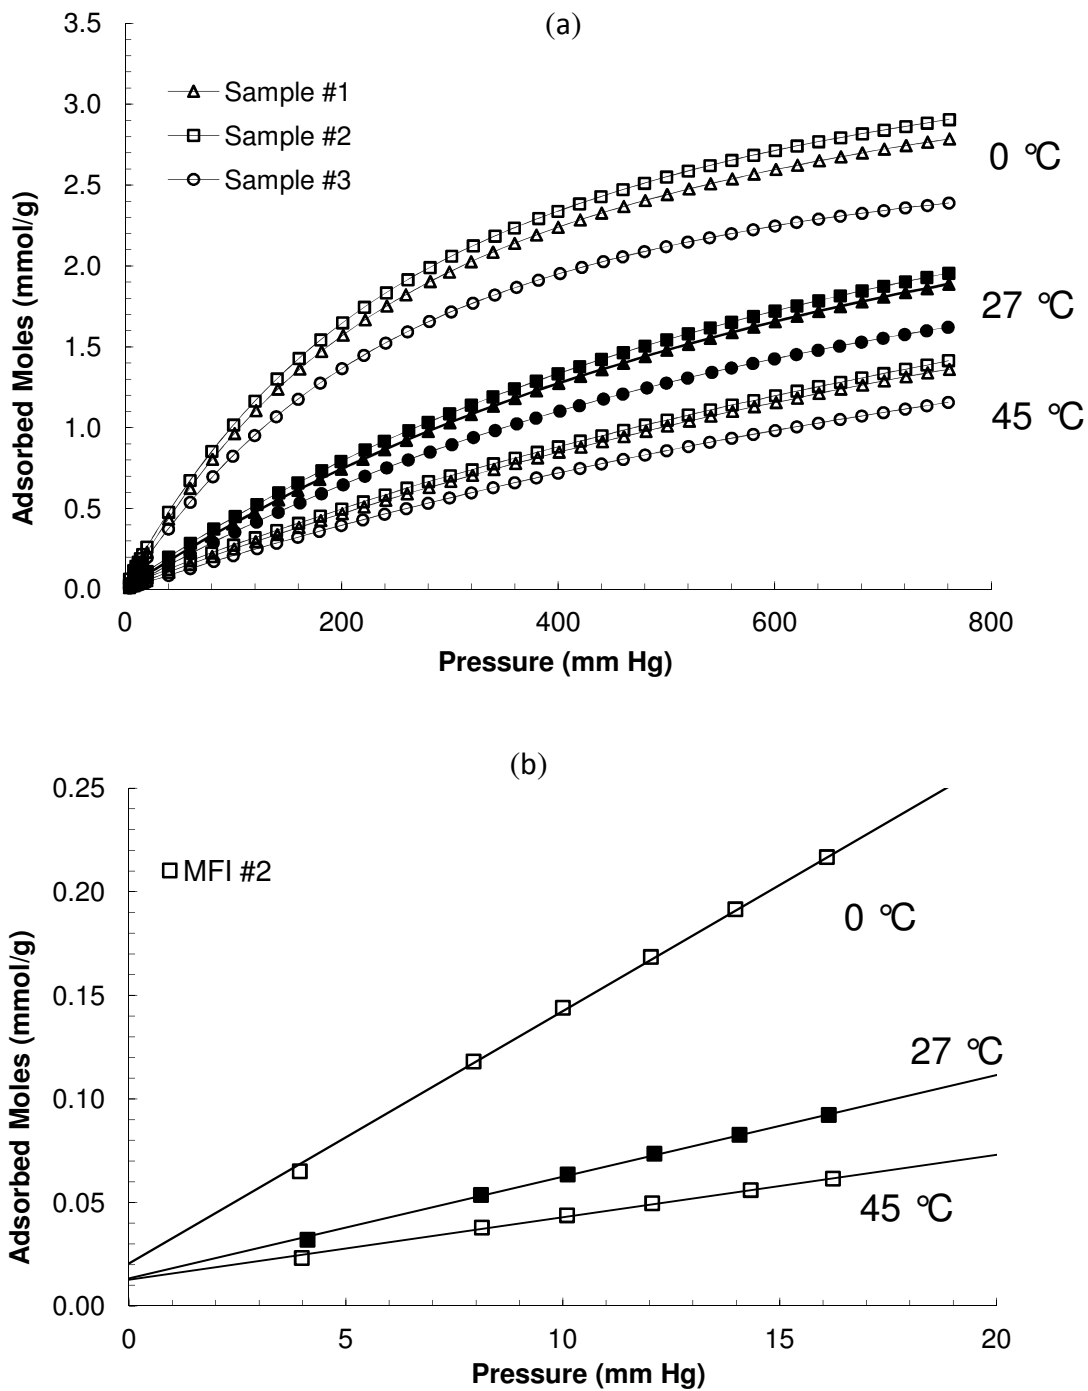 (a)
3.5
3.0
2.5
2.0
1.5
1.0
0.5
0.0
Adsorbed Moles (mmol/g)
Sample #1
Sample #2
Sample #3
0 °C
27 °C
45 °C
0 200 400 600 800
Pressure (mm Hg)
(b)
0.25
0.20
0.15
0.10
0.05
0.00
Adsorbed Moles (mmol/g)
MFI #2
0 °C
27 °C
45 °C
0 5 10 15 20
Pressure (mm Hg)